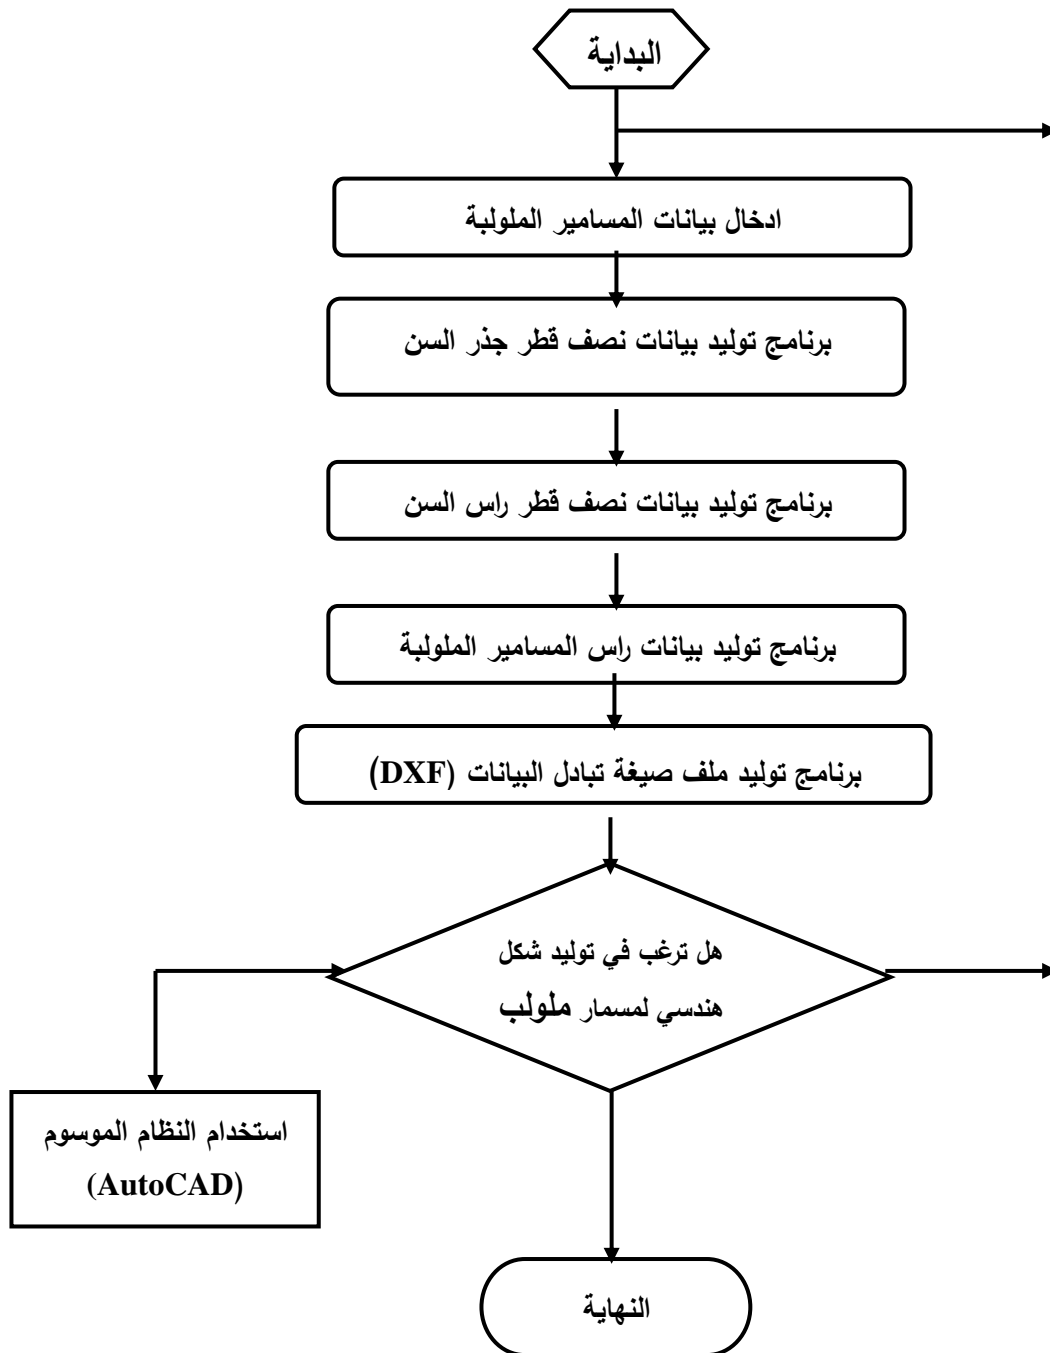 البداية
ادخال بيانات المسامير الملولبة
برنامج توليد بيانات نصف قطر جذر السن
برنامج توليد بيانات نصف قطر راس السن
برنامج توليد بيانات راس المسامير الملولبة
برنامج توليد ملف صيغة تبادل البيانات (DXF)
هل ترغب في توليد شكل
هندسي لمسمار ملولب
استخدام النظام الموسوم
(AutoCAD)
النهاية